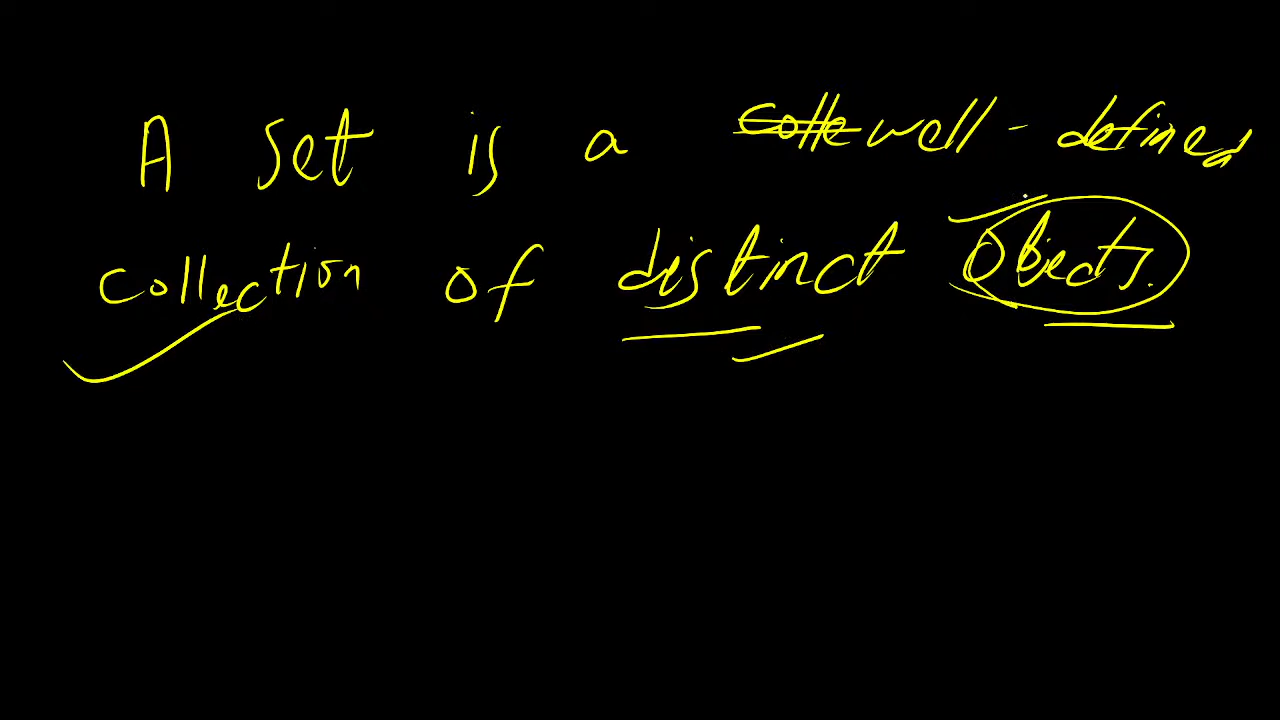 A set is a colle well-defined
collection of distinct objects.